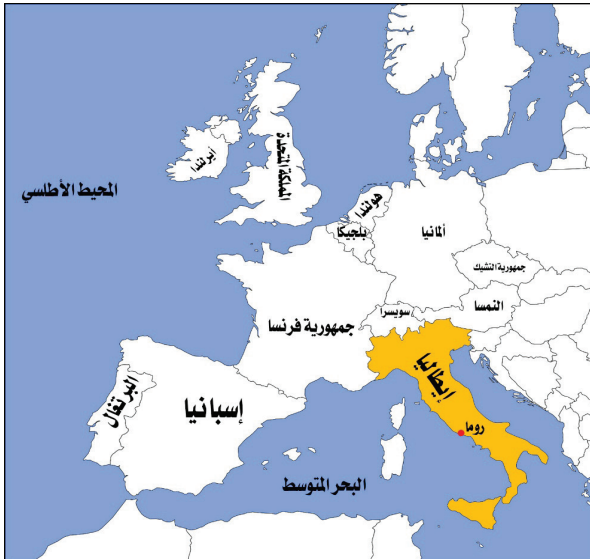 المملكة المتحدة
ايرلندا
المحيط الأطلسي
هولندا
بلجيكا
ألمانيا
جمهورية التشيك
النمسا
سويسرا
جمهورية فرنسا
إيطاليا
البرتغال
إسبانيا
روما
البحر المتوسط